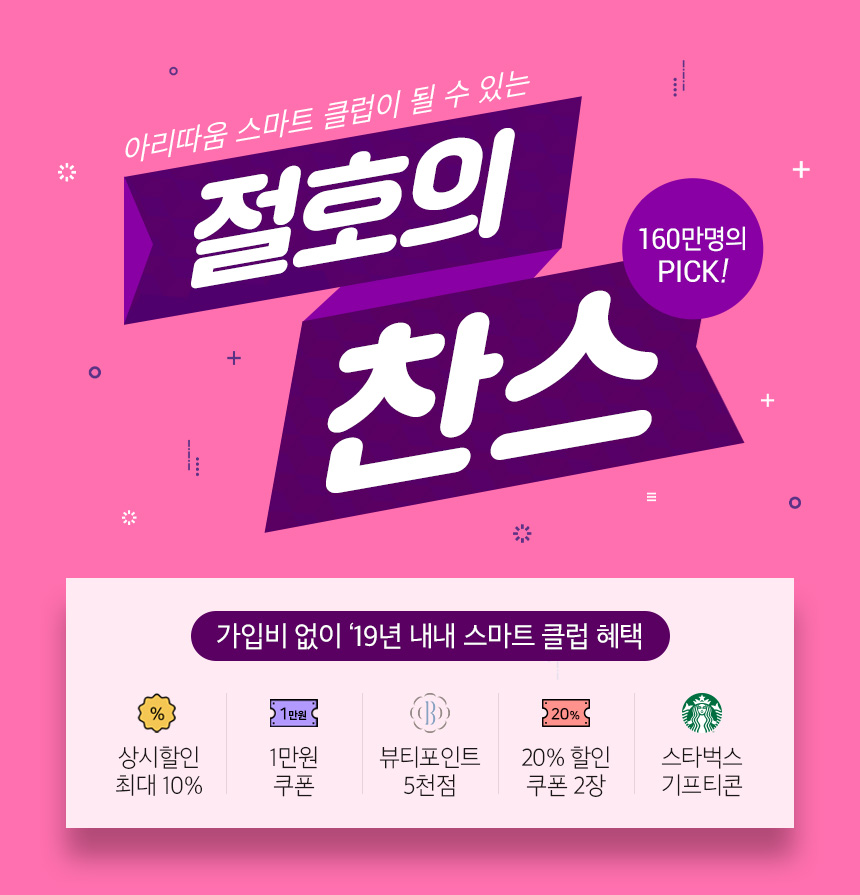 아리따움 스마트 클럽이 될 수 있는
절호의
찬스
160만명의
PICK!
가입비 없이 ‘19년 내내 스마트 클럽 혜택
%
상시할인
최대 10%
1만원
1만원
쿠폰
B
뷰티포인트
5천점
20%
20% 할인
쿠폰 2장
스타벅스
기프티콘